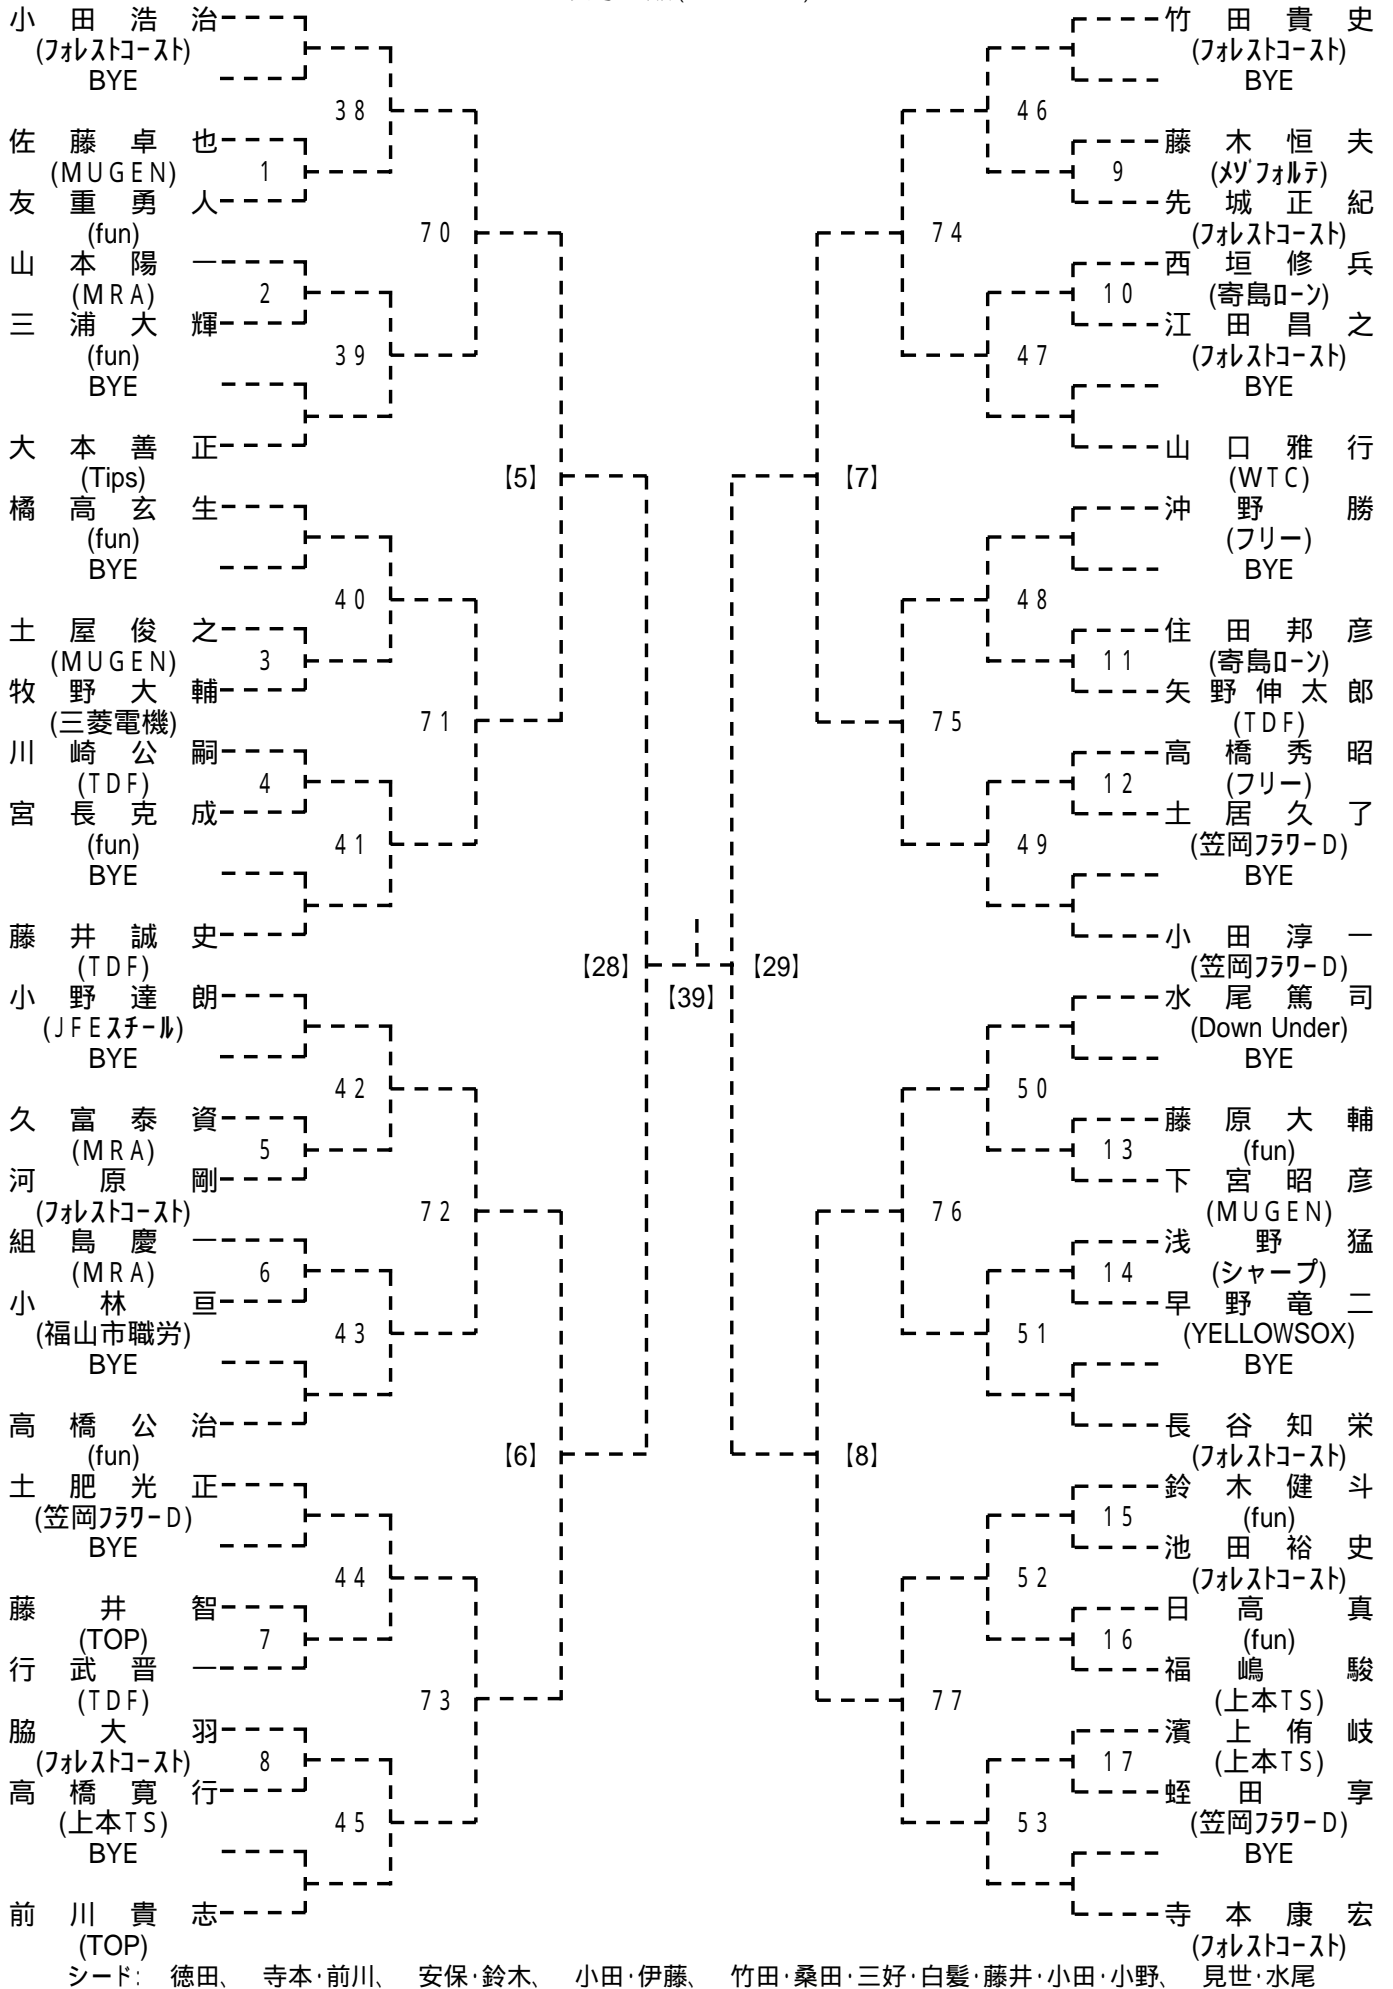 小田浩治
(フォレストコースト)
BYE
38
佐藤卓也
(MUGEN)
1
友重勇人
(fun)
70
山本陽一
(MRA)
2
三浦大輝
(fun)
39
BYE
大本善正
(Tips)
【5】
橘高玄生
(fun)
BYE
40
土屋俊之
(MUGEN)
3
牧野大輔
(三菱電機)
71
川崎公嗣
(TDF)
4
宮長克成
(fun)
41
BYE
藤井誠史
(TDF)
【28】
小野達朗
(JFEスチール)
BYE
42
久富泰資
(MRA)
5
河原剛
(フォレストコースト)
72
組島慶一
(MRA)
6
小林亘
(福山市職労)
43
BYE
高橋公治
(fun)
【6】
土肥光正
(笠岡フラワーD)
BYE
44
藤井智
(TOP)
7
行武晋一
(TDF)
73
脇大羽
(フォレストコースト)
8
高橋寛行
(上本TS)
45
BYE
前川貴志
(TOP)
【39】
竹田貴史
(フォレストコースト)
BYE
46
藤木恒夫
9
(メゾフォルテ)
先城正紀
(フォレストコースト)
74
西垣修兵
10
(寄島ローン)
江田昌之
(フォレストコースト)
47
BYE
山口雅行
(WTC)
【7】
沖野勝
(フリー)
BYE
48
住田邦彦
11
(寄島ローン)
矢野伸太郎
(TDF)
75
高橋秀昭
12
(フリー)
土居久了
(笠岡フラワーD)
49
BYE
小田淳一
(笠岡フラワーD)
【29】
水尾篤司
(Down Under)
BYE
50
藤原大輔
13
(fun)
下宮昭彦
(MUGEN)
76
浅野猛
14
(シャープ)
早野竜二
(YELLOWSOX)
51
BYE
長谷知栄
(フォレストコースト)
【8】
鈴木健斗
15
(fun)
池田裕史
(フォレストコースト)
52
日高真
16
(fun)
福嶋駿
(上本TS)
77
濱上侑岐
17
(上本TS)
蛭田享
(笠岡フラワーD)
53
BYE
寺本康宏
(フォレストコースト)
シード: 徳田、 寺本・前川、 安保・鈴木、 小田・伊藤、 竹田・桑田・三好・白髪・藤井・小田・小野、 見世・水尾